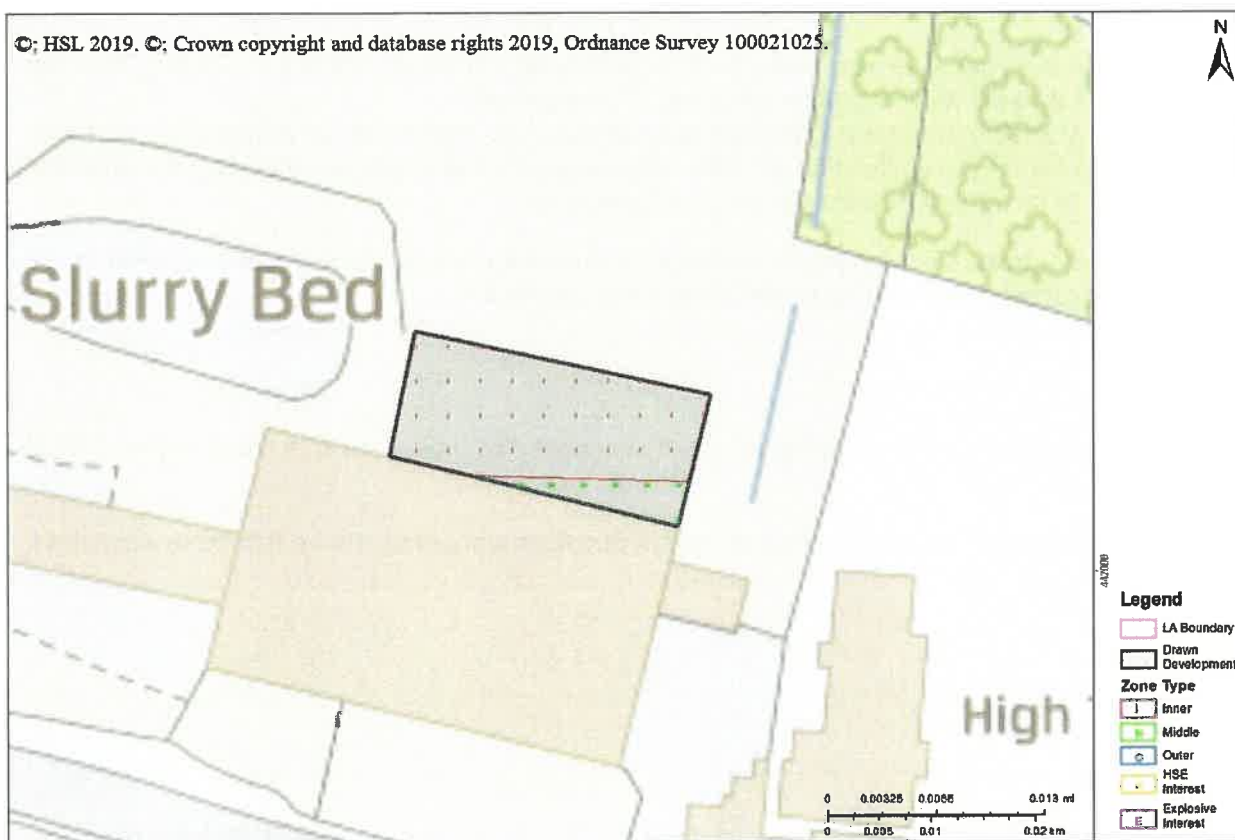 ©; HSL 2019. ©; Crown copyright and database rights 2019, Ordnance Survey 100021025.
N
Slurry Bed
High
Legend
LA Boundary
Drawn
Development
Zone Type
I Inner
Middle
Outer
HSE
Interest
E Explosive
Interest
0 0.00325 0.0065 0.013 mi
0 0.005 0.01 0.02 km